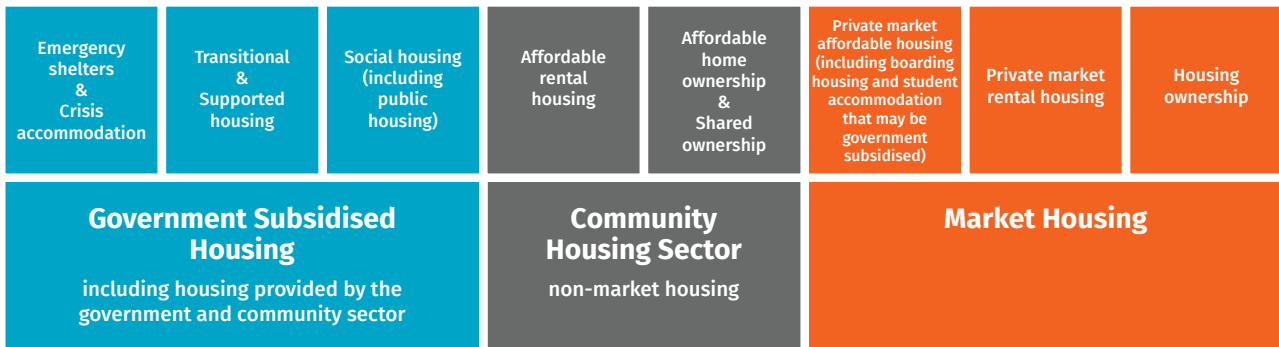 Emergency
shelters
&
Crisis
accommodation
Transitional
&
Supported
housing
Social housing
(including
public
housing)
Affordable
rental
housing
Affordable
home
ownership
&
Shared
ownership
Private market
affordable housing
(including boarding
housing and student
accommodation
that may be
government
subsidised)
Private market
rental housing
Housing
ownership
Government Subsidised
Housing
including housing provided by the
government and community sector
Community
Housing Sector
non-market housing
Market Housing